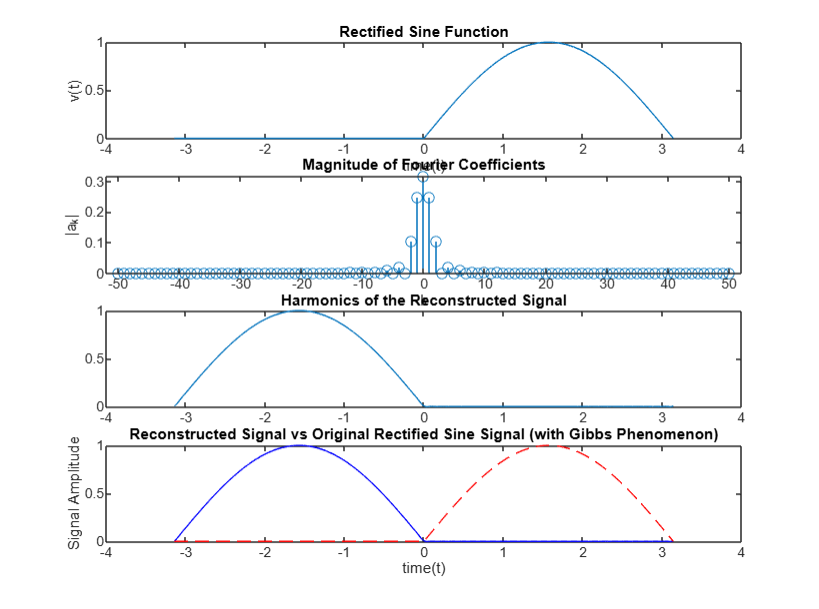 Rectified Sine Function
1
0.5
0
v(t)
-4 -3 -2 -1 0 1 2 3 4
time(t)
Magnitude of Fourier Coefficients
0.3
0.2
0.1
0
|ak|
-50 -40 -30 -20 -10 0 10 20 30 40 50
k
Harmonics of the Reconstructed Signal
1
0.5
0
-4 -3 -2 -1 0 1 2 3 4
Reconstructed Signal vs Original Rectified Sine Signal (with Gibbs Phenomenon)
1
0.5
0
Signal Amplitude
-4 -3 -2 -1 0 1 2 3 4
time(t)